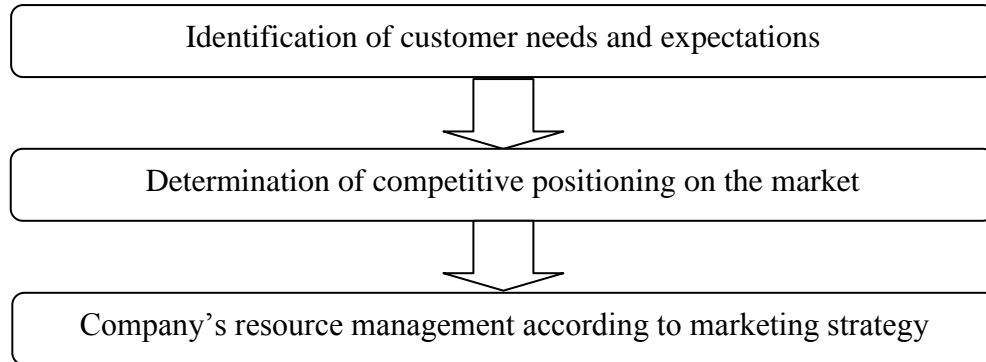 Identification of customer needs and expectations
Determination of competitive positioning on the market
Company’s resource management according to marketing strategy